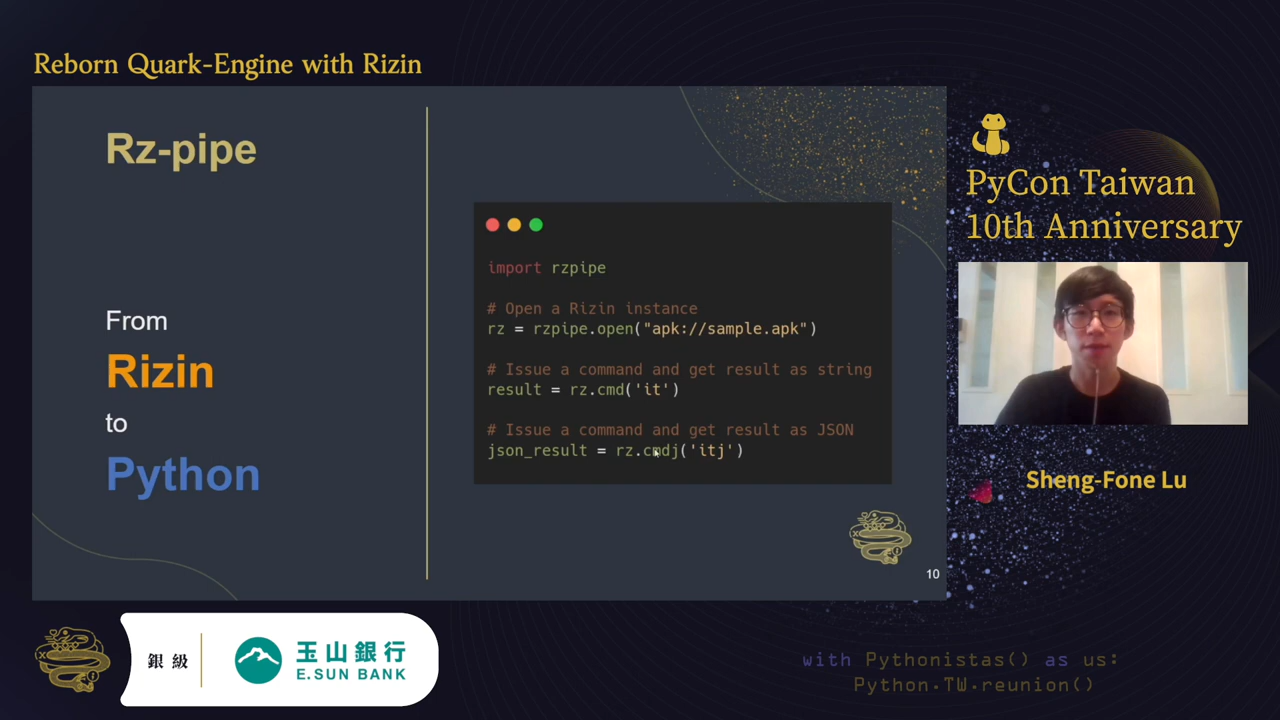 Reborn Quark-Engine with Rizin
Rz-pipe
From
Rizin
to
Python
import rzpipe
# Open a Rizin instance
rz = rzpipe.open("apk://sample.apk")
# Issue a command and get result as string
result = rz.cmd('it')
# Issue a command and get result as JSON
json_result = rz.cmdj('itj')
10
PyCon Taiwan
10th Anniversary
Sheng-Fone Lu
銀級
玉山銀行
E.SUN BANK
with Pythonistas() as us:
Python.TW.reunion()